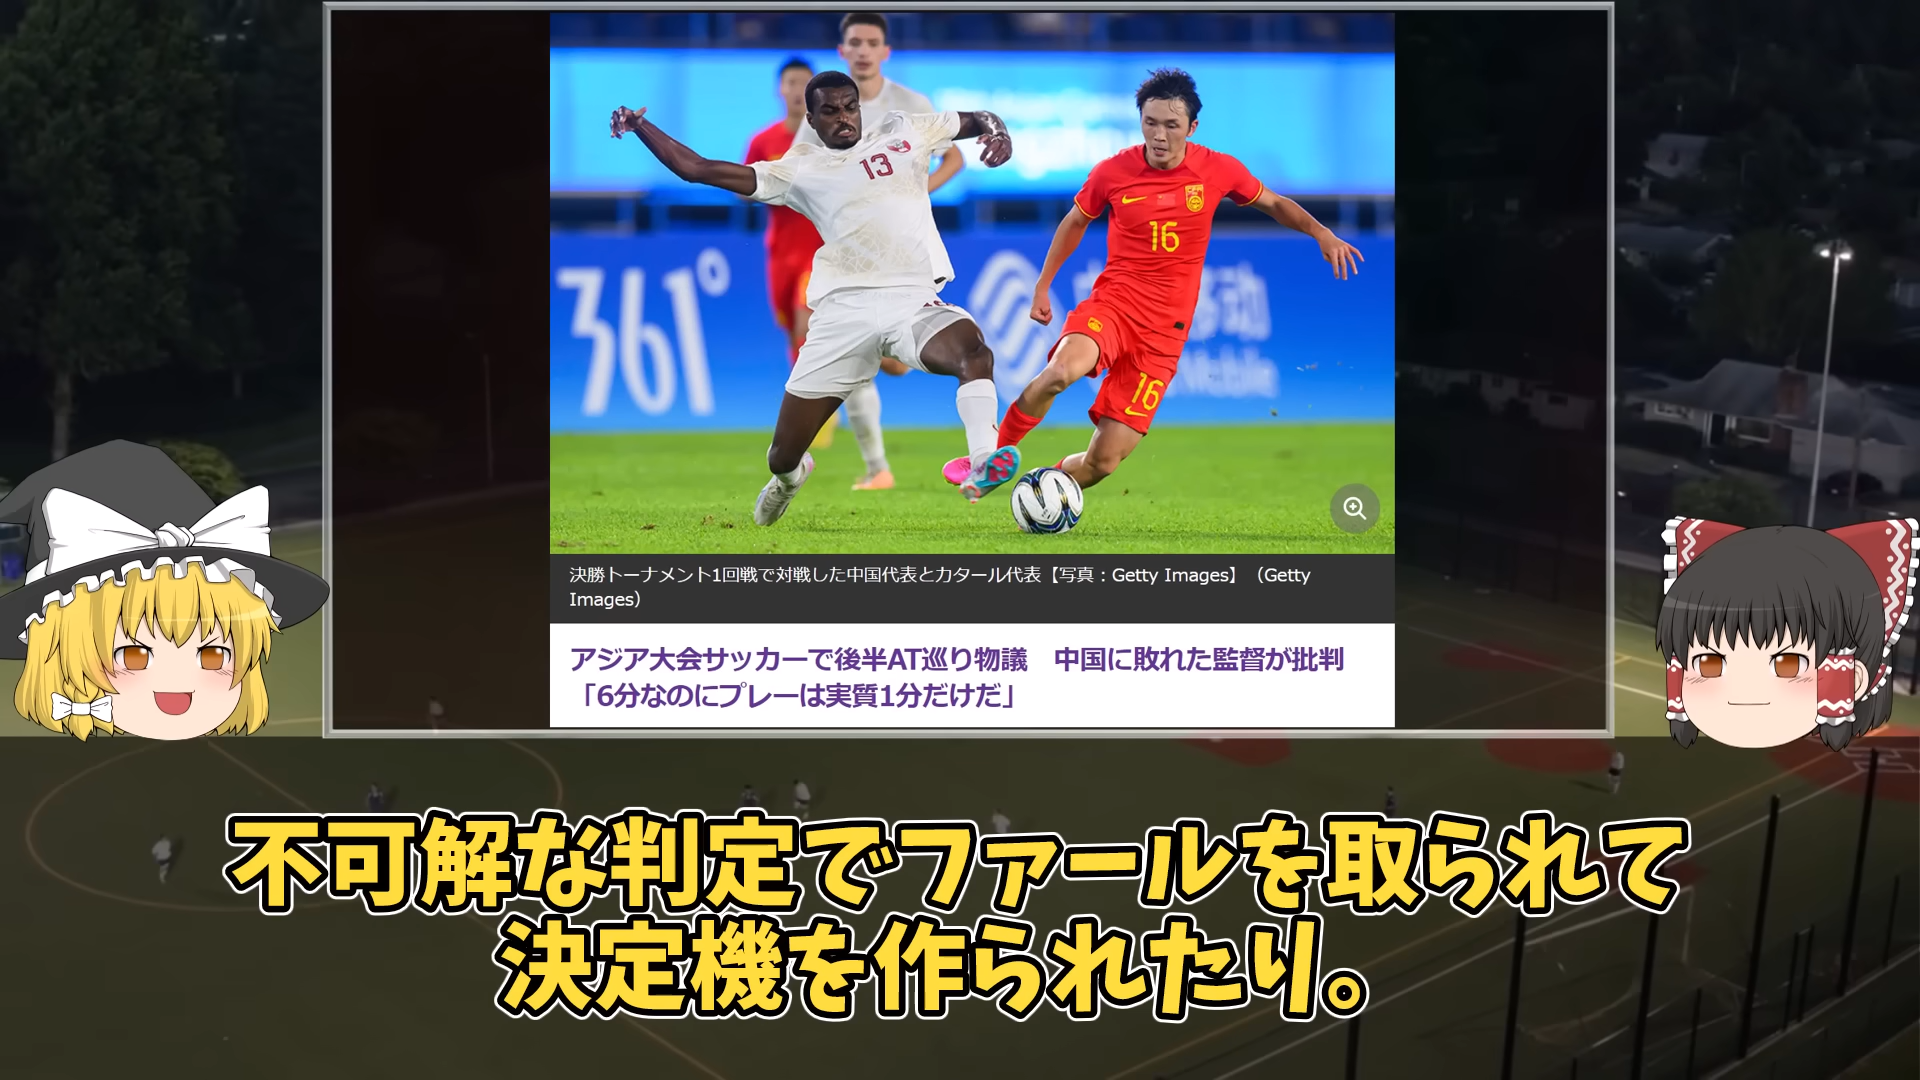 13
16
16
361°
中国移动
Mobile
決勝トーナメント1回戦で対戦した中国代表とカタール代表【写真：Getty Images】（Getty
Images）
アジア大会サッカーで後半AT巡り物議　中国に敗れた監督が批判
「6分なのにプレーは実質1分だけだ」
不可解な判定でファールを取られて
決定機を作られたり。